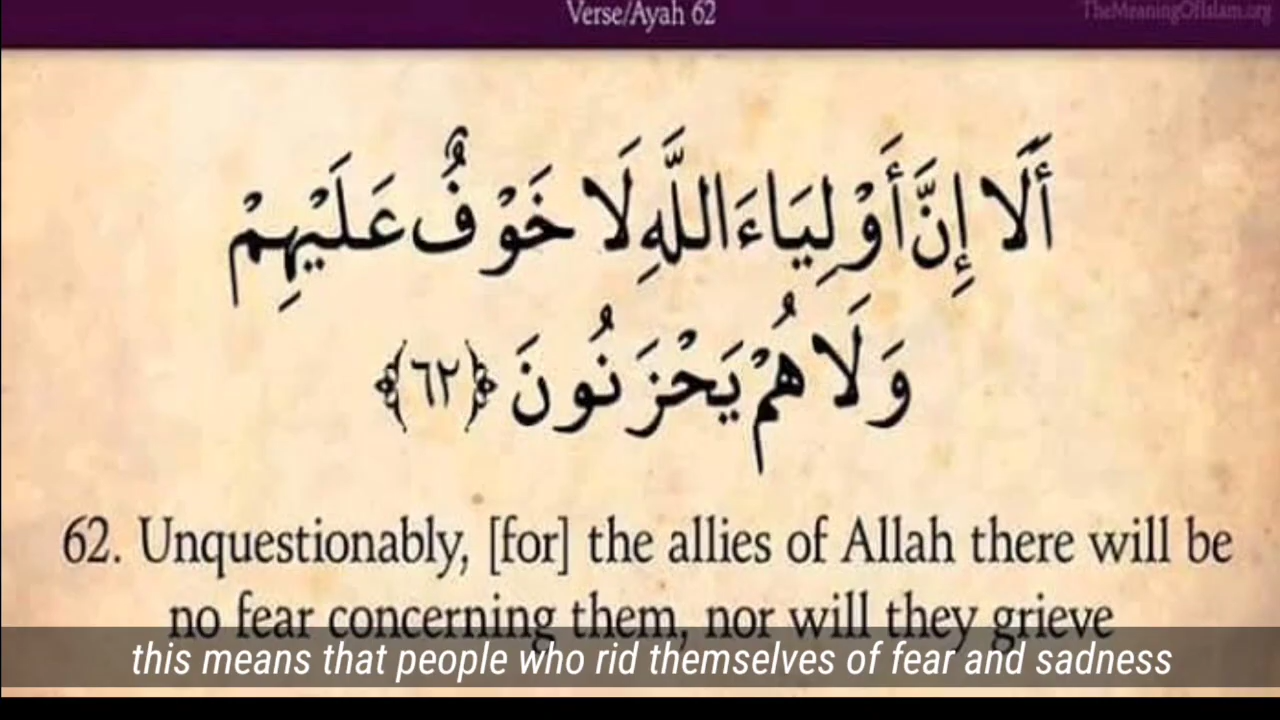 Verse/Ayah 62
TheMeaningOfIslam.org
أَلَا إِنَّ أَوْلِيَاءَ اللَّهِ لَا خَوْفٌ عَلَيْهِمْ
وَلَا هُمْ يَحْزَنُونَ ﴿٦٢﴾
62. Unquestionably, [for] the allies of Allah there will be
no fear concerning them, nor will they grieve
this means that people who rid themselves of fear and sadness